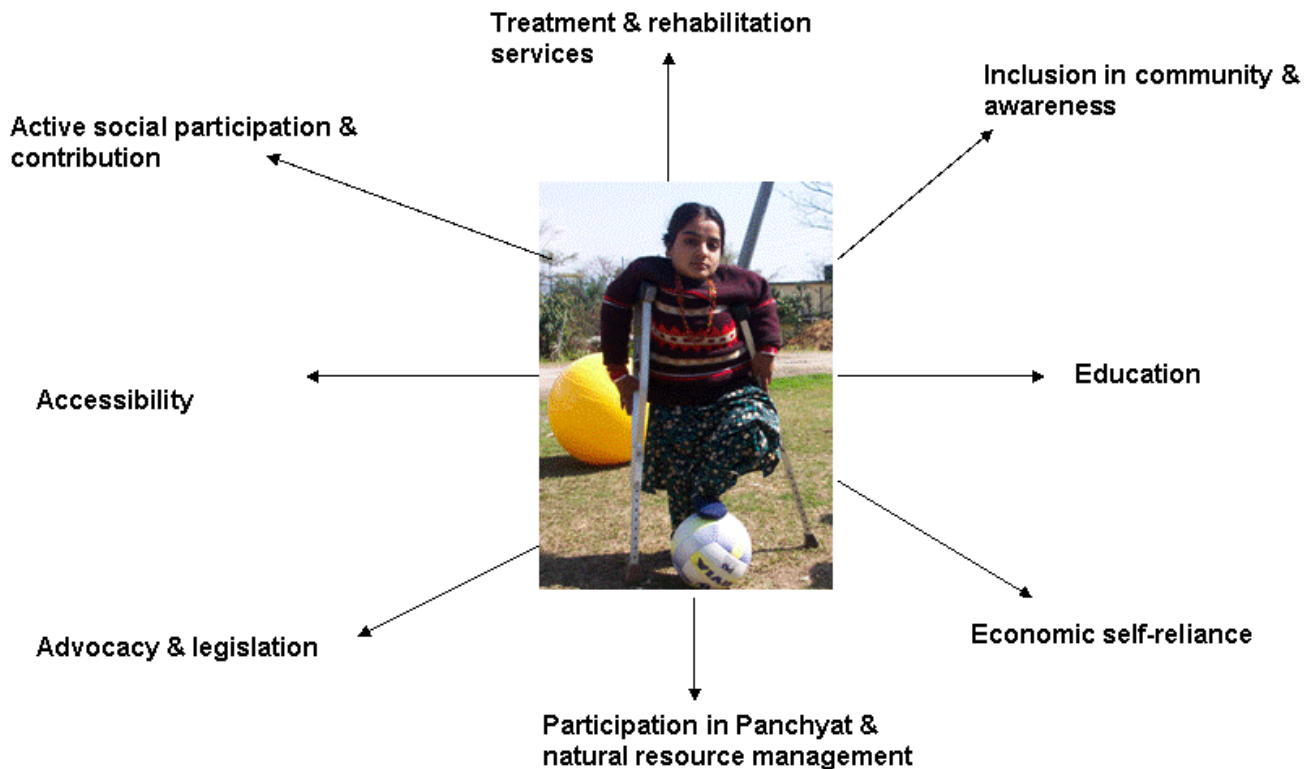 Treatment & rehabilitation
services
Inclusion in community &
awareness
Active social participation &
contribution
Accessibility
Education
Advocacy & legislation
Economic self-reliance
Participation in Panchyat &
natural resource management